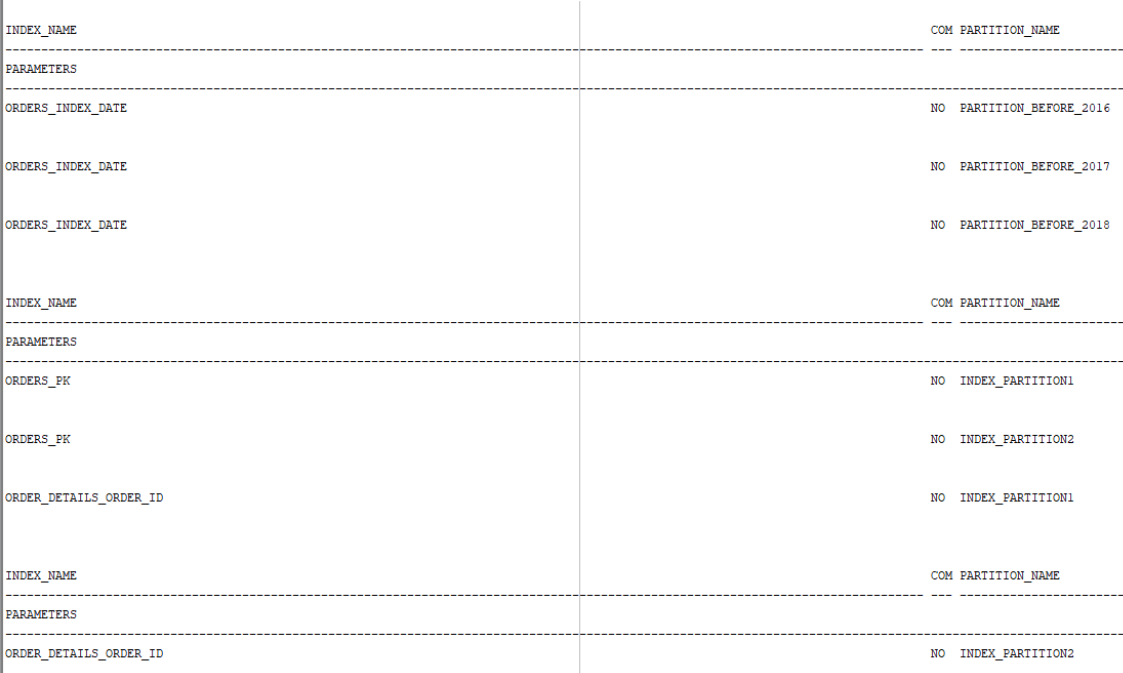 INDEX_NAME COM PARTITION_NAME
-------------------------------------------------------------------------------------------------------------------------------- --- -----------------------
PARAMETERS
------------------------------------------------------------------------------------------------------------------------------------------------------------
ORDERS_INDEX_DATE NO PARTITION_BEFORE_2016
ORDERS_INDEX_DATE NO PARTITION_BEFORE_2017
ORDERS_INDEX_DATE NO PARTITION_BEFORE_2018
INDEX_NAME COM PARTITION_NAME
-------------------------------------------------------------------------------------------------------------------------------- --- -----------------------
PARAMETERS
------------------------------------------------------------------------------------------------------------------------------------------------------------
ORDERS_PK NO INDEX_PARTITION1
ORDERS_PK NO INDEX_PARTITION2
ORDER_DETAILS_ORDER_ID NO INDEX_PARTITION1
INDEX_NAME COM PARTITION_NAME
-------------------------------------------------------------------------------------------------------------------------------- --- -----------------------
PARAMETERS
------------------------------------------------------------------------------------------------------------------------------------------------------------
ORDER_DETAILS_ORDER_ID NO INDEX_PARTITION2